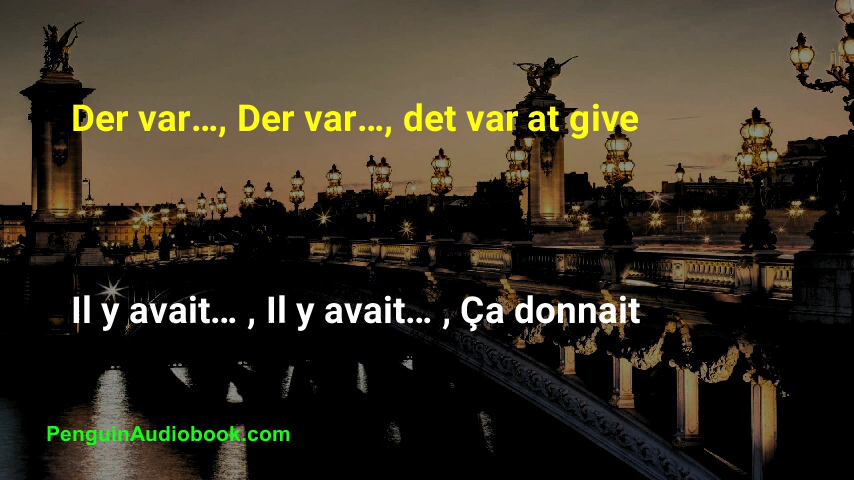 Der var…, Der var…, det var at give
Il y avait… , Il y avait… , Ça donnait
PenguinAudiobook.com